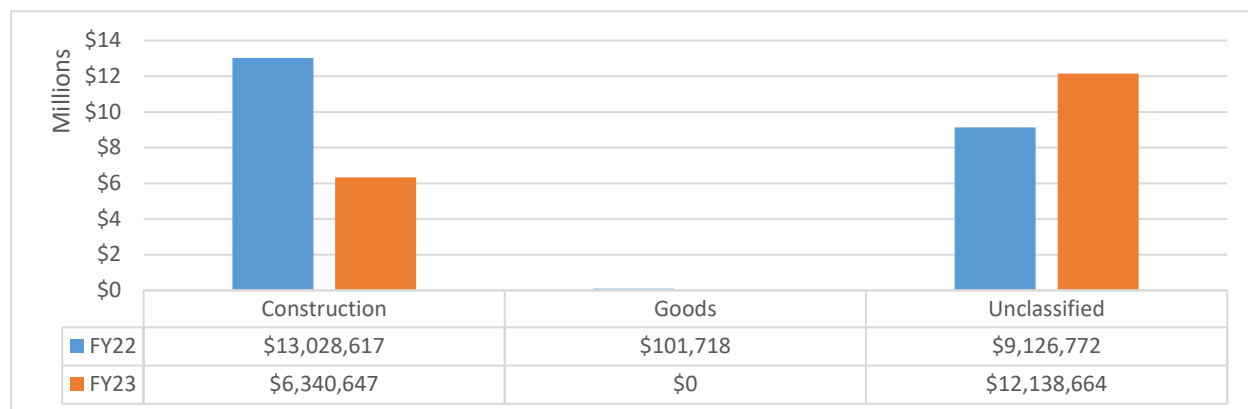 Millions
$14
$12
$10
$8
$6
$4
$2
$0
Construction Goods Unclassified
FY22 $13,028,617 $101,718 $9,126,772
FY23 $6,340,647 $0 $12,138,664